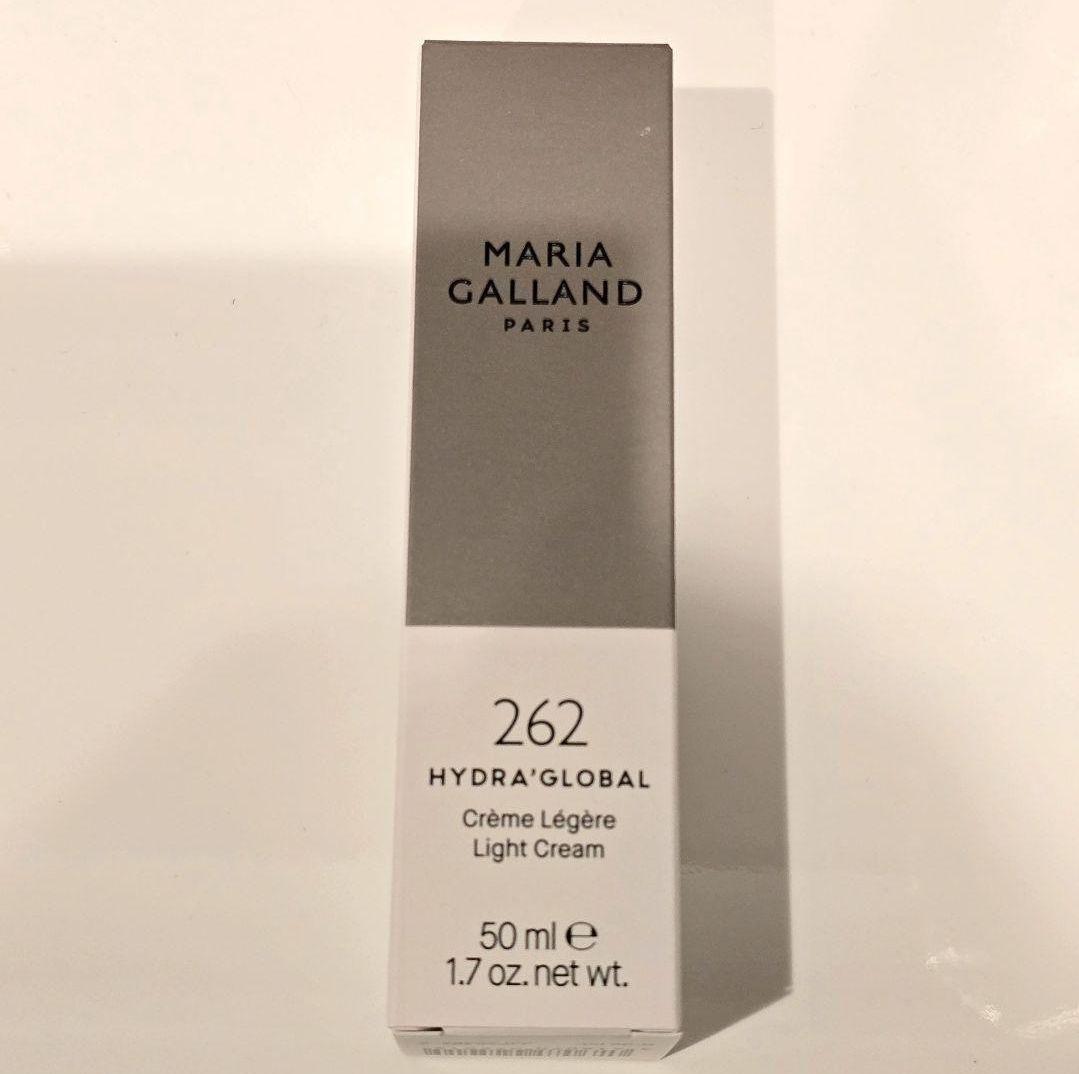 MARIA
GALLAND
PARIS
262
HYDRA'GLOBAL
Crème Légère
Light Cream
50 ml ℮
1.7 oz. net wt.